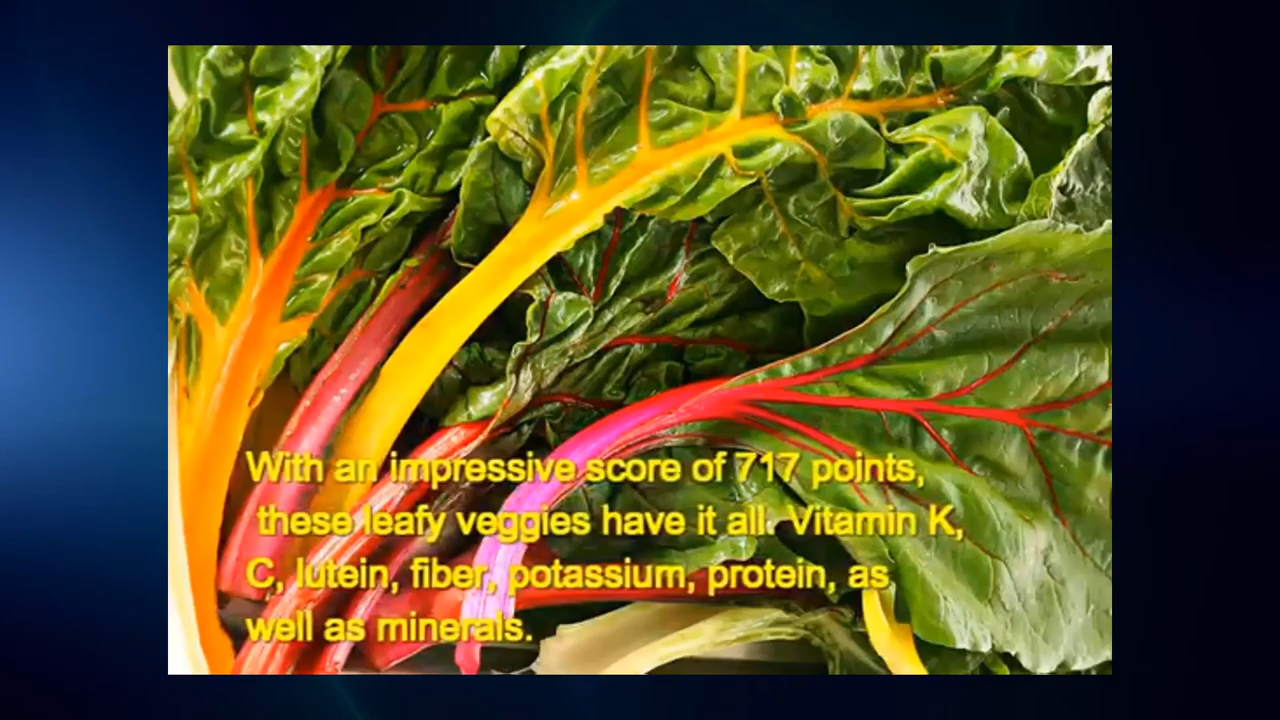 With an impressive score of 717 points,
these leafy veggies have it all. Vitamin K,
C, lutein, fiber, potassium, protein, as
well as minerals.